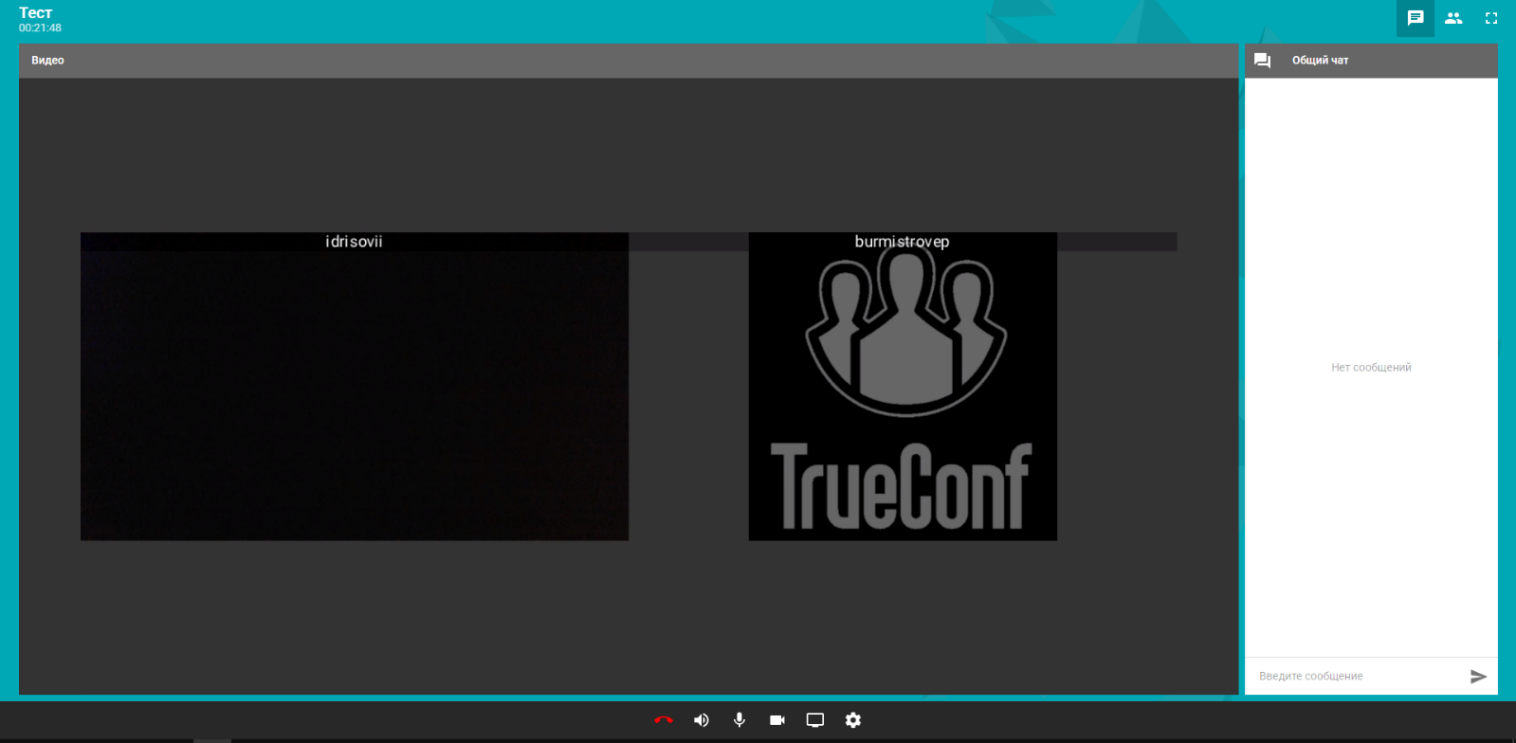 Тест
00:21:48
Видео
Общий чат
idrisovii
burmistrovep
TrueConf
Нет сообщений
Введите сообщение